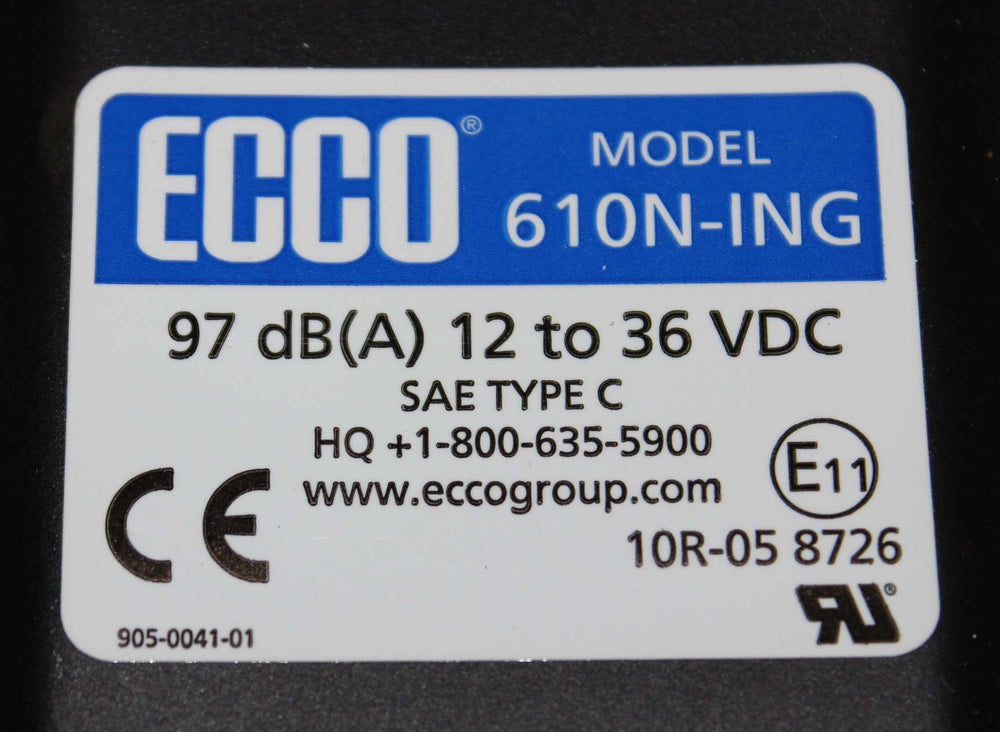 ECCO®
MODEL
610N-ING
97 dB(A) 12 to 36 VDC
SAE TYPE C
HQ +1-800-635-5900
www.eccogroup.com
CE
E11
10R-05 8726
RU®
905-0041-01